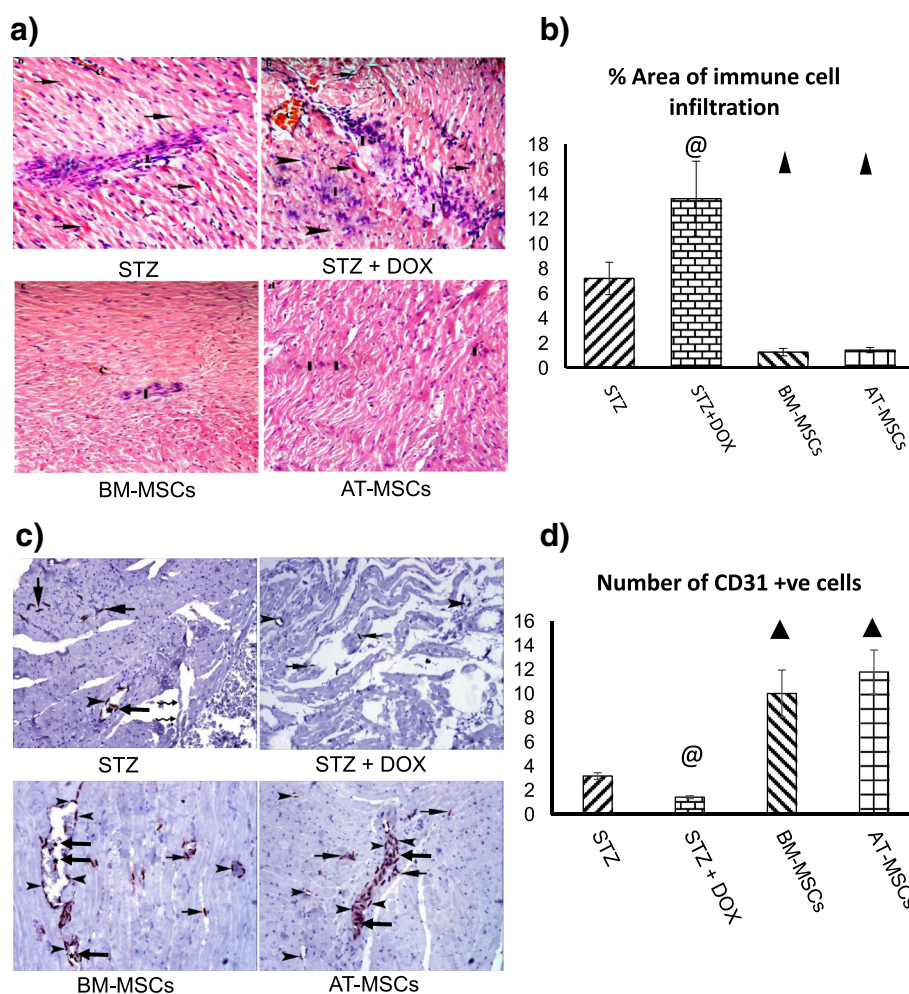 a)
STZ
STZ + DOX
BM-MSCs
AT-MSCs
b)
% Area of immune cell
infiltration
18
16
14
12
10
8
6
4
2
0
@
STZ
STZ+DOX
BM-MSCs
AT-MSCs
c)
STZ
STZ + DOX
BM-MSCs
AT-MSCs
d)
Number of CD31 +ve cells
16
14
12
10
8
6
4
2
0
@
STZ
STZ + DOX
BM-MSCs
AT-MSCs